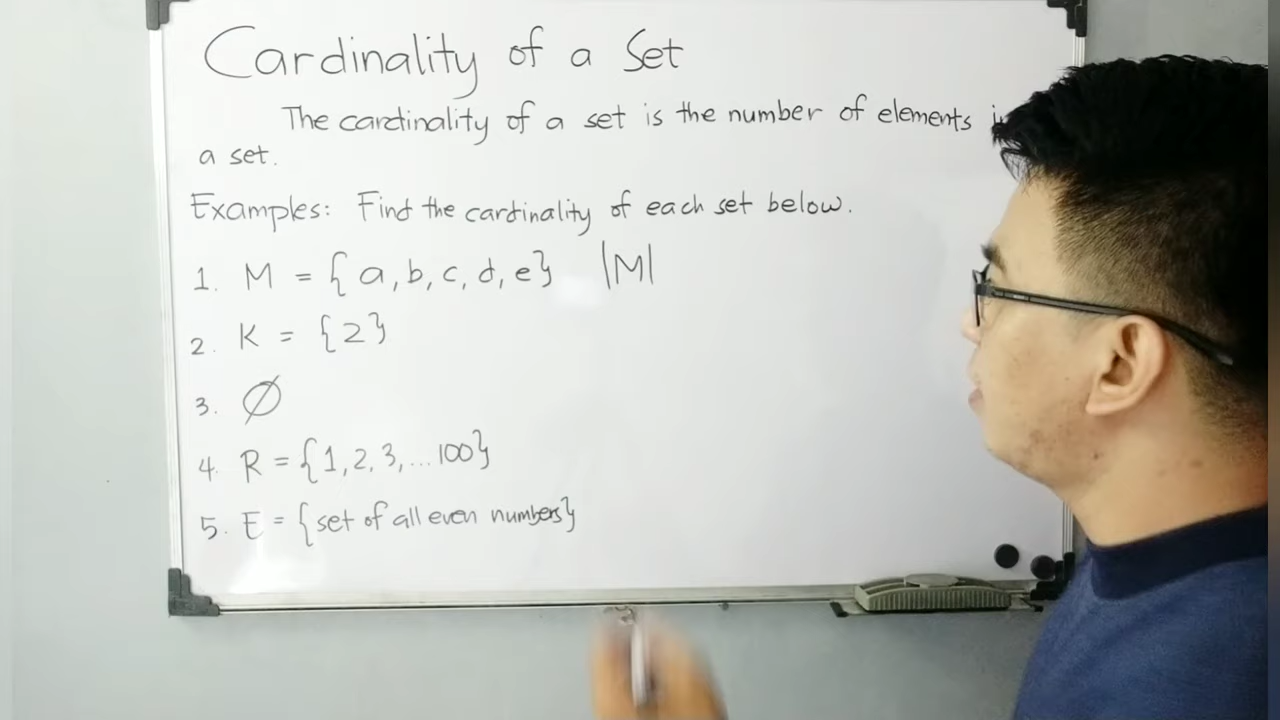 Cardinality of a Set
The cardinality of a set is the number of elements
a set.
Examples: Find the cardinality of each set below.
1. M = {a, b, c, d, e} |M|
2. K = {2}
3. ∅
4. R = {1, 2, 3, ... 100}
5. E = {set of all even numbers}